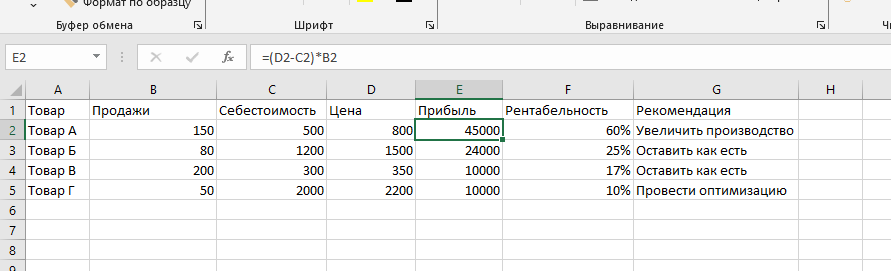 Формат по образцу
Буфер обмена Шрифт Выравнивание
E2 fx =(D2-C2)*B2
A B C D E F G H
1 Товар Продажи Себестоимость Цена Прибыль Рентабельность Рекомендация
2 Товар А 150 500 800 45000 60% Увеличить производство
3 Товар Б 80 1200 1500 24000 25% Оставить как есть
4 Товар В 200 300 350 10000 17% Оставить как есть
5 Товар Г 50 2000 2200 10000 10% Провести оптимизацию
6
7
8